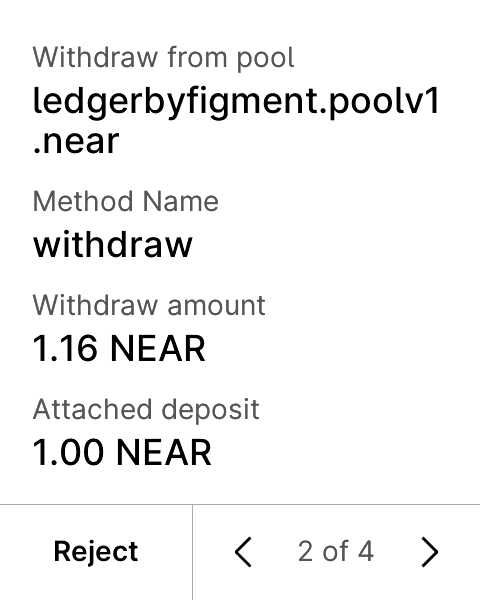 Withdraw from pool
ledgerbyfigment.poolv1
.near
Method Name
withdraw
Withdraw amount
1.16 NEAR
Attached deposit
1.00 NEAR
Reject
2 of 4